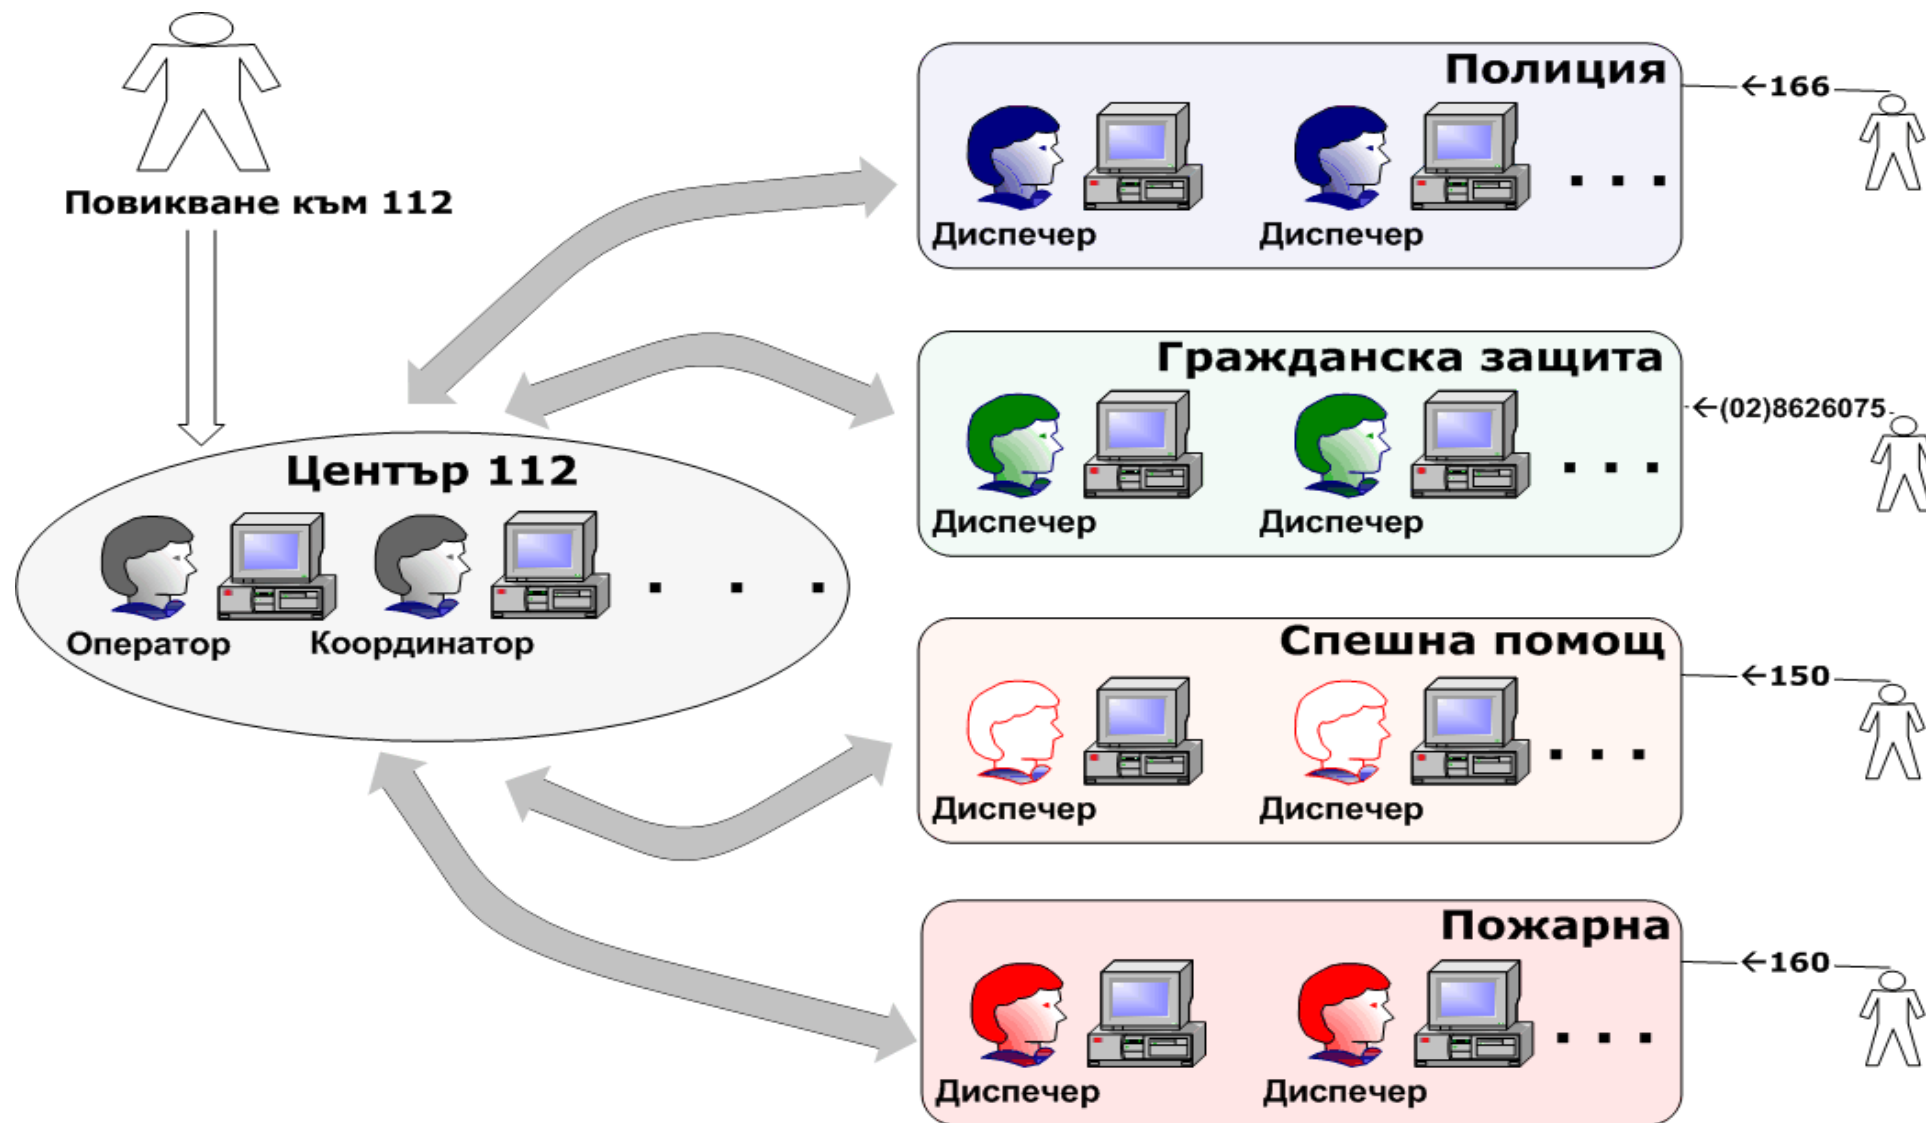 Повикване към 112
Център 112
Оператор
Координатор
Полиция
Диспечер
Диспечер
←166
Гражданска защита
Диспечер
Диспечер
←(02)8626075
Спешна помощ
Диспечер
Диспечер
←150
Пожарна
Диспечер
Диспечер
←160